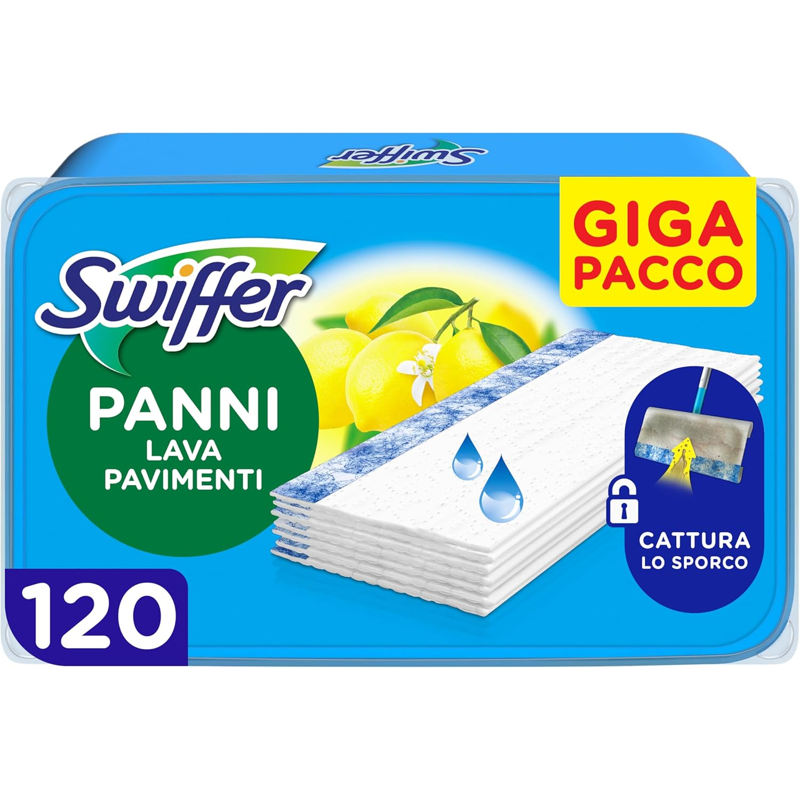 Swiffer
GIGA
PACCO
Swiffer
PANNI
LAVA
PAVIMENTI
CATTURA
LO SPORCO
120